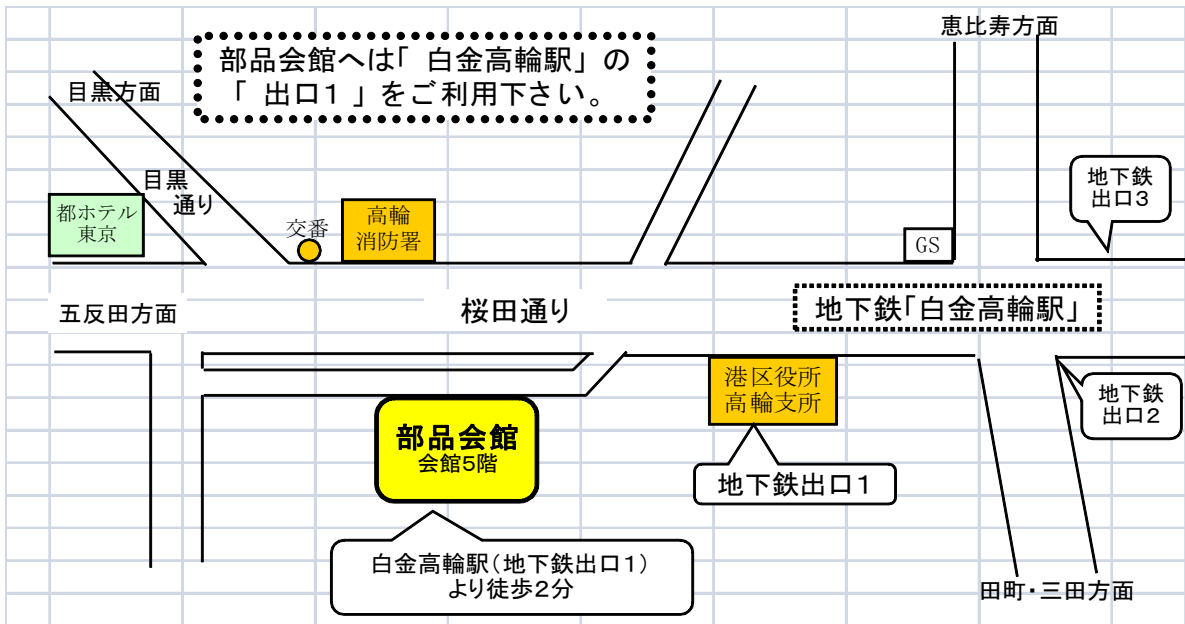 恵比寿方面
部品会館へは「 白金高輪駅」の
「 出口1 」をご利用下さい。
目黒方面
目黒
通り
地下鉄
出口3
都ホテル
東京
交番
高輪
消防署
GS
五反田方面
桜田通り
地下鉄「白金高輪駅」
港区役所
高輪支所
地下鉄
出口2
部品会館
会館5階
地下鉄出口1
白金高輪駅(地下鉄出口1)
より徒歩2分
田町・三田方面